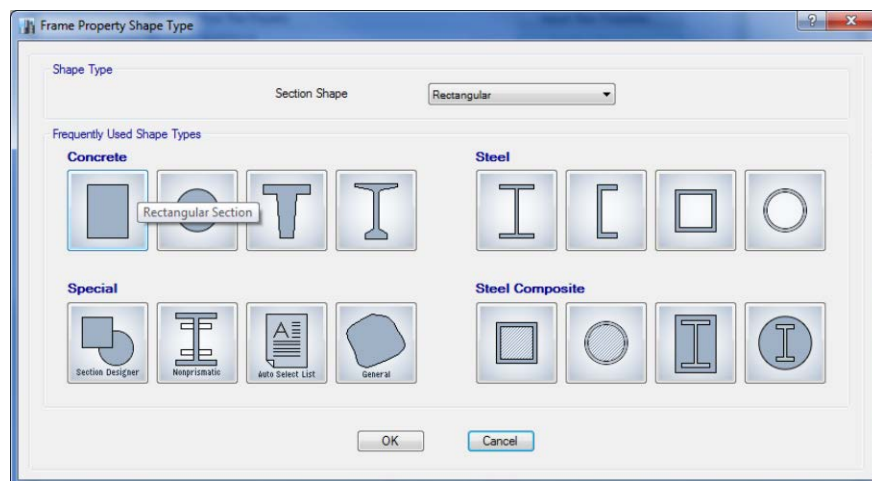 Frame Property Shape Type
Shape Type
Section Shape
Rectangular
Frequently Used Shape Types
Concrete
Rectangular Section
Steel
Special
Section Designer
Nonprismatic
Auto Select List
General
Steel Composite
OK
Cancel